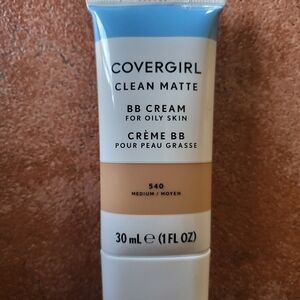 COVERGIRL
CLEAN MATTE
BB CREAM
FOR OILY SKIN
CRÈME BB
POUR PEAU GRASSE
540
MEDIUM / MOYEN
30 mL ℮ (1 FL OZ)